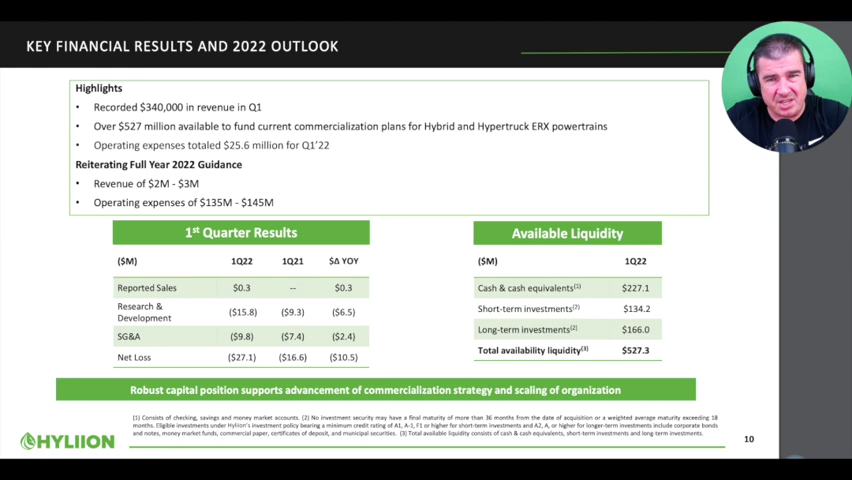 KEY FINANCIAL RESULTS AND 2022 OUTLOOK
Highlights
• Recorded $340,000 in revenue in Q1
• Over $527 million available to fund current commercialization plans for Hybrid and Hypertruck ERX powertrains
• Operating expenses totaled $25.6 million for Q1'22
Reiterating Full Year 2022 Guidance
• Revenue of $2M - $3M
• Operating expenses of $135M - $145M
1st Quarter Results
($M) 1Q22 1Q21 $Δ YOY
Reported Sales $0.3 -- $0.3
Research &
Development ($15.8) ($9.3) ($6.5)
SG&A ($9.8) ($7.4) ($2.4)
Net Loss ($27.1) ($16.6) ($10.5)
Available Liquidity
($M) 1Q22
Cash & cash equivalents(1) $227.1
Short-term investments(2) $134.2
Long-term investments(2) $166.0
Total availability liquidity(3) $527.3
Robust capital position supports advancement of commercialization strategy and scaling of organization
(1) Consists of checking, savings and money market accounts. (2) No investment security may have a final maturity of more than 36 months from the date of acquisition or a weighted average maturity exceeding 18
months. Eligible investments under Hyliion's investment policy bearing a minimum credit rating of A1, A-1, F1 or higher for short-term investments and A2, A, or higher for longer-term investments include corporate bonds
and notes, money market funds, commercial paper, certificates of deposit, and municipal securities. (3) Total available liquidity consists of cash & cash equivalents, short-term investments and long-term investments.
HYLIION
10